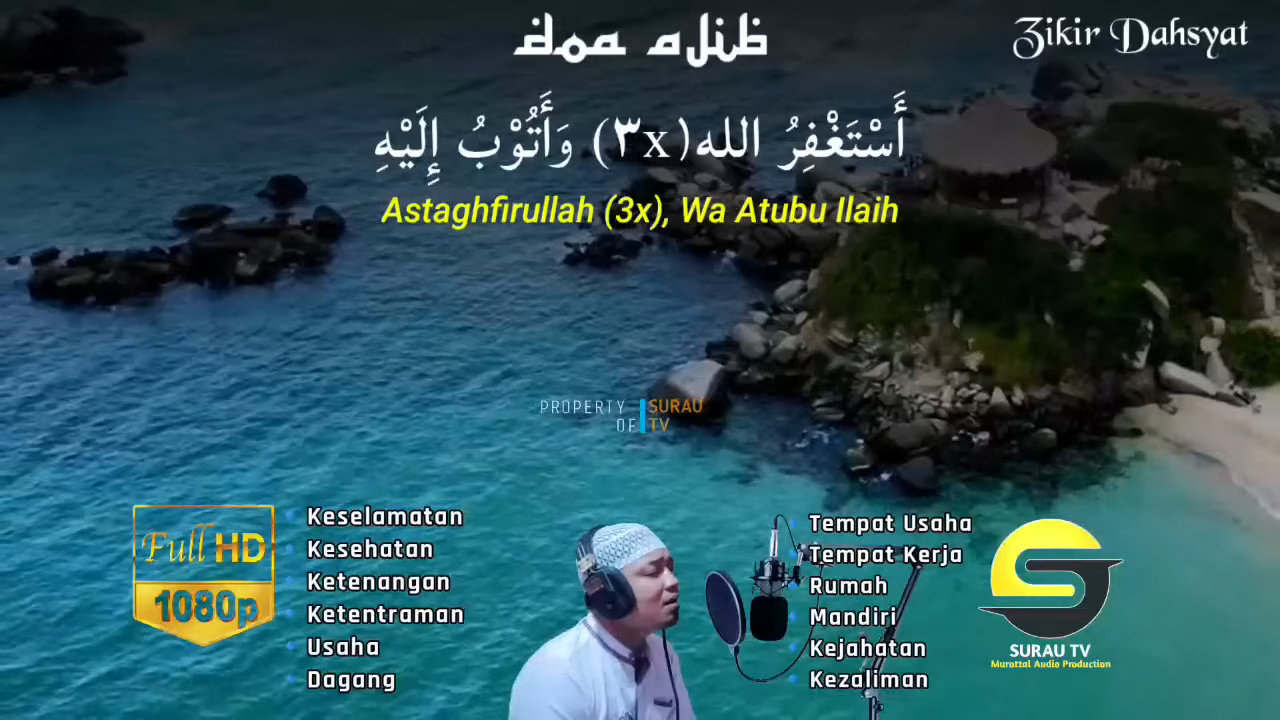 doa ajib
Zikir Dahsyat
أَسْتَغْفِرُ الله(٣x) وَأَتُوْبُ إِلَيْهِ
Astaghfirullah (3x), Wa Atubu Ilaih
PROPERTY OF
SURAU TV
Full HD
1080p
Keselamatan
Kesehatan
Ketenangan
Ketentraman
Usaha
Dagang
Tempat Usaha
Tempat Kerja
Rumah
Mandiri
Kejahatan
Kezaliman
SURAU TV
Murottal Audio Production